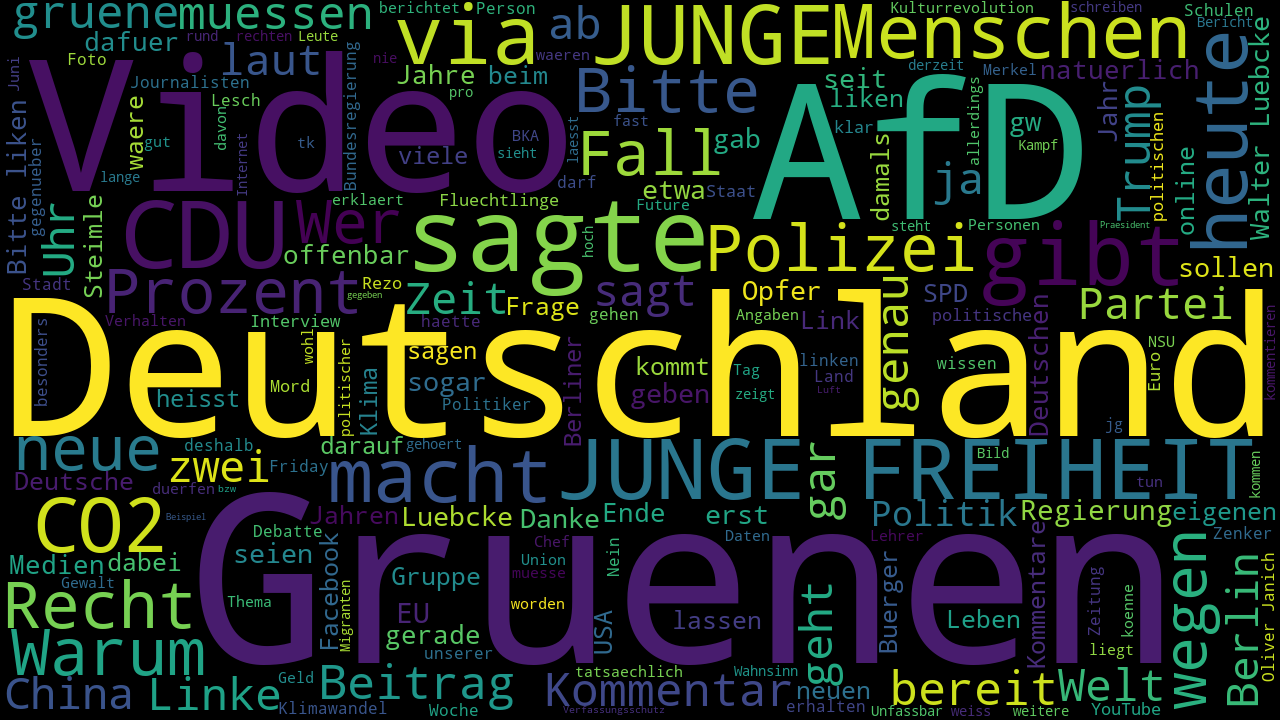 gruene muessen berichtet Person via ab JUNGE Menschen Kulturrevolution schreiben Schulen
dafuer rund rechten Leute nie waeren derzeit Merkel natuerlich Bericht
Foto Juni Journalisten laut Jahre beim Bitte seit liken Jahr Trump heute Walter Luebcke
Video Lesch pro fast gab AfD gw klar allerdings politischen
Bitte liken gegenueber waere gut davon Internet tk Bundesregierung viele BKA sieht laesst Fall Kampf
lange darf etwa Staat damals ja online
Uhr Steimle CDU Wer erklaert Fluechtlinge Future steht Personen Praesident
offenbar sagte hoch Polizei gibt sollen
Stadt Prozent Rezo gegeben Zeit Frage sagt Opfer genau SPD Partei
Verhalten Interview wohl haette gehen Angaben Link politische Deutschen NSU Euro kommentieren
Deutschland
besonders Mord politischer Klima sagen Berliner kommt Tag linken wissen
heisst sogar Politiker geben zeigt Land Luft jg
neue deshalb darauf gehoert JUNGE FREIHEIT Bild kommen
Deutsche zwei Friday macht gar tun
duerfen bzw
CO2 Beispiel Jahren Luebcke Danke Ende erst Politik Regierung eigenen
Debatte Chef Daten Lehrer Zenker
Medien dabei seien Facebook Union Nein Kommentare wegen Berlin Oliver Janich
Gewalt Gruenen Gruppe muesse Buerger Zeitung koenne
Recht Thema Migranten EU worden USA geht Leben
Warum gerade lassen liegt
unserer tatsaechlich Wahnsinn
China Linke Geld Beitrag Kommentar neuen bereit Welt
Klimawandel Woche Verfassungsschutz erhalten Unfassbar weiss weitere YouTube